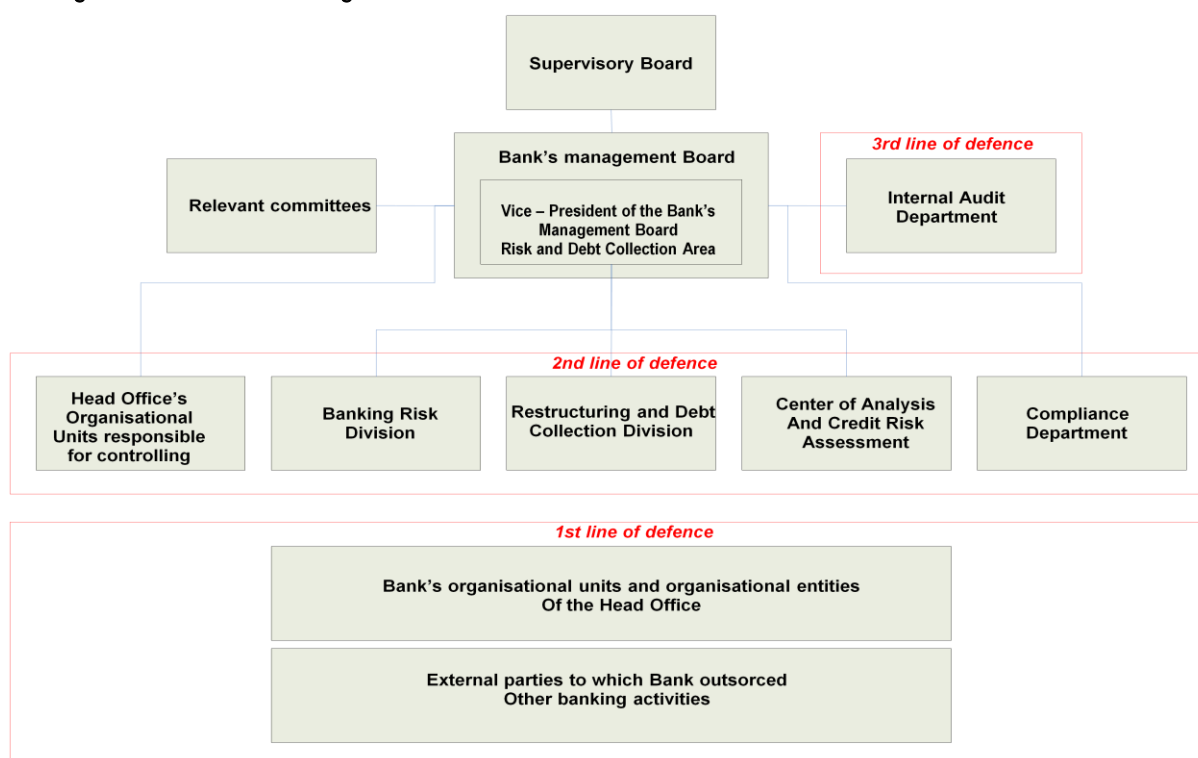 Supervisory Board
Bank’s management Board
Vice – President of the Bank’s
Management Board
Risk and Debt Collection Area
Relevant committees
3rd line of defence
Internal Audit
Department
2nd line of defence
Head Office’s
Organisational
Units responsible
for controlling
Banking Risk
Division
Restructuring and Debt
Collection Division
Center of Analysis
And Credit Risk
Assessment
Compliance
Department
1st line of defence
Bank’s organisational units and organisational entities
Of the Head Office
External parties to which Bank outsorced
Other banking activities